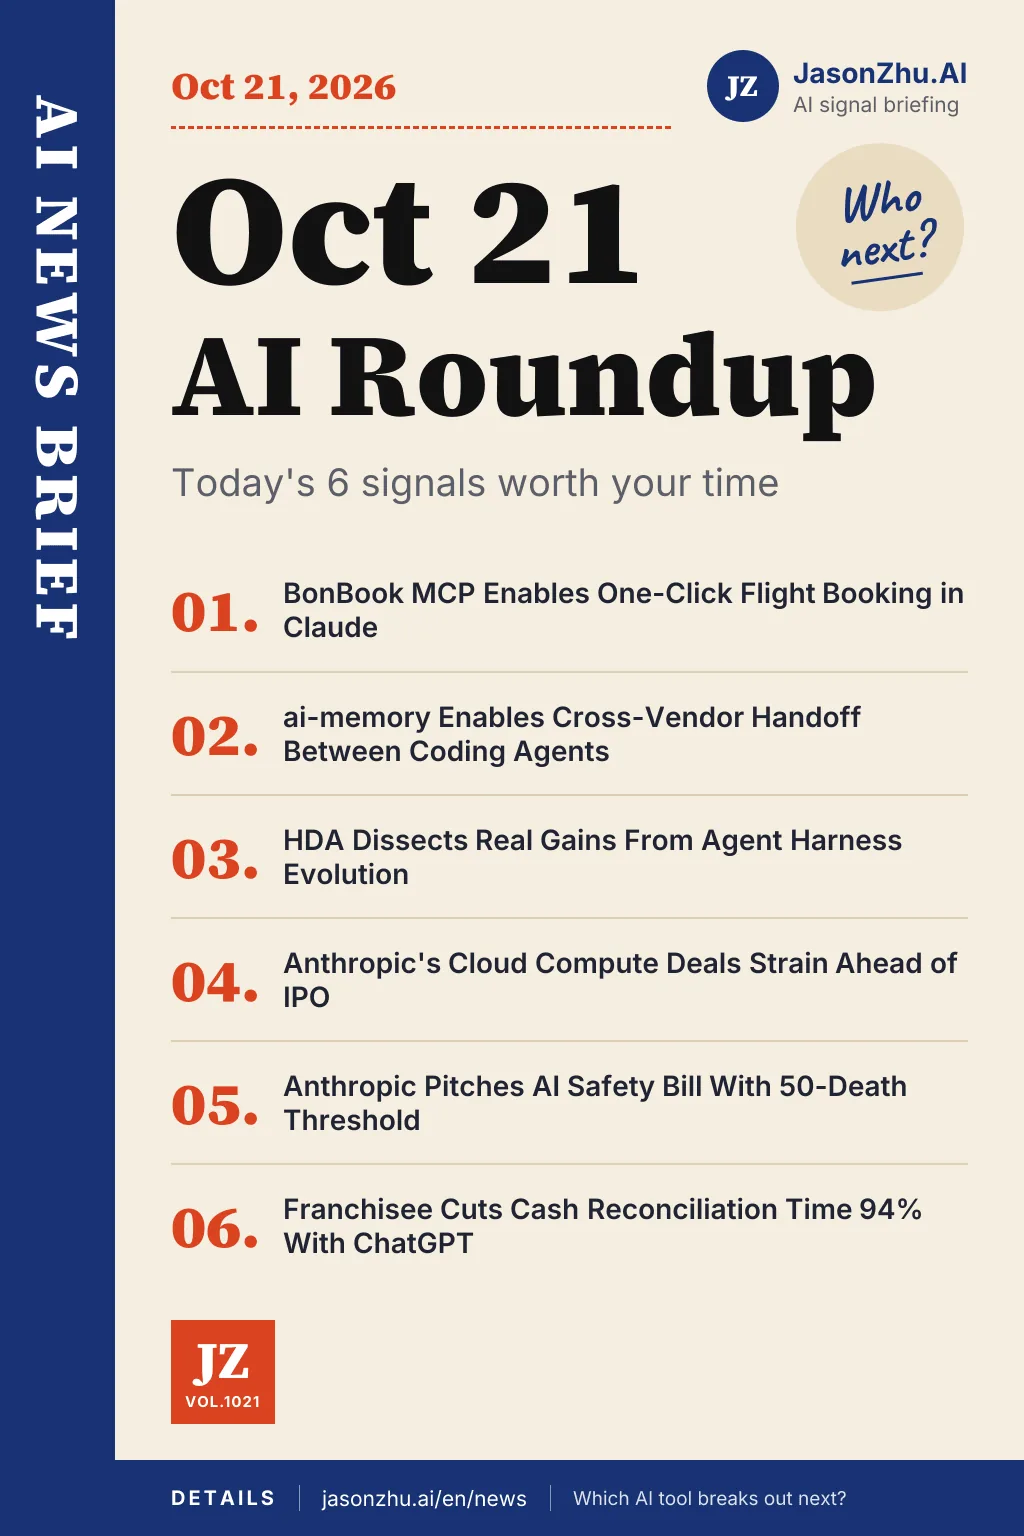 AI NEWS BRIEF
Oct 21, 2026
JZ
JasonZhu.AI
AI signal briefing
Who
next?
Oct 21
AI Roundup
Today's 6 signals worth your time
01.
BonBook MCP Enables One-Click Flight Booking in
Claude
02.
ai-memory Enables Cross-Vendor Handoff
Between Coding Agents
03.
HDA Dissects Real Gains From Agent Harness
Evolution
04.
Anthropic's Cloud Compute Deals Strain Ahead of
IPO
05.
Anthropic Pitches AI Safety Bill With 50-Death
Threshold
06.
Franchisee Cuts Cash Reconciliation Time 94%
With ChatGPT
JZ
VOL.1021
DETAILS
jasonzhu.ai/en/news
Which AI tool breaks out next?